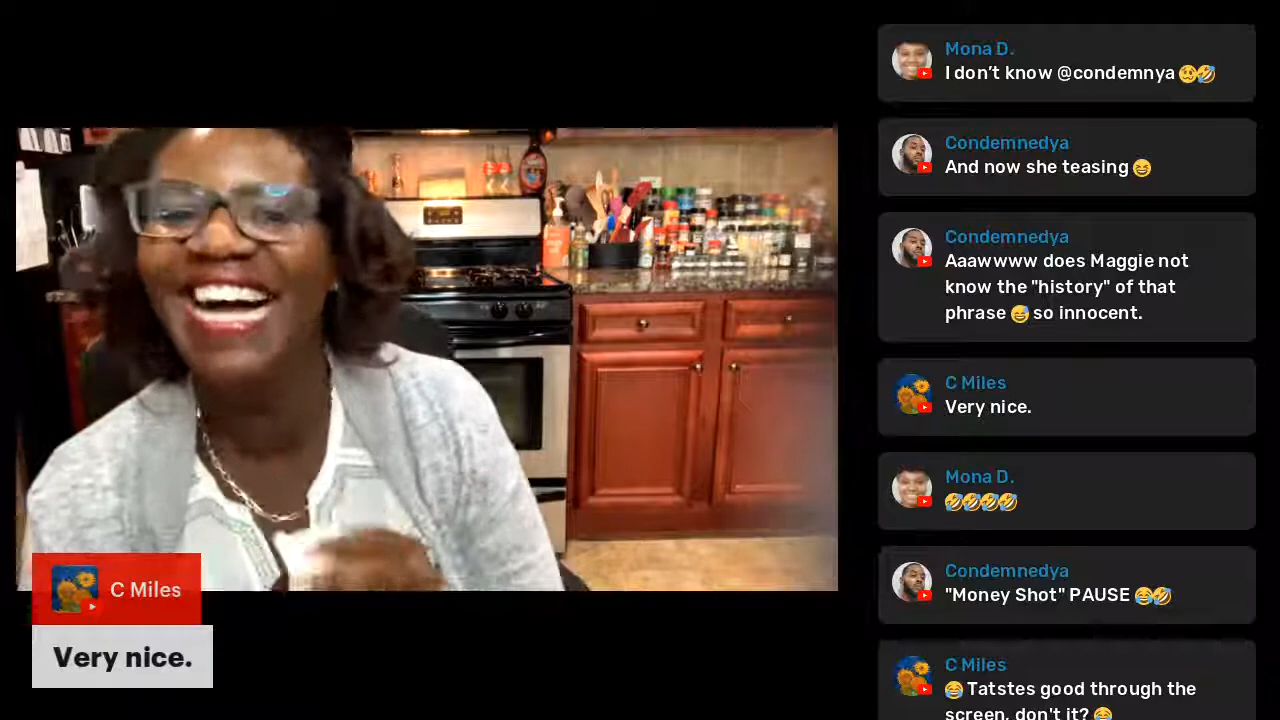 Mona D.
I don’t know @condemnya 🥴🤣
Condemnedya
And now she teasing 😆
Condemnedya
Aaawwww does Maggie not
know the "history" of that
phrase 😅 so innocent.
C Miles
Very nice.
Mona D.
🤣🤣🤣🤣
Condemnedya
"Money Shot" PAUSE 😂🤣
C Miles
😂 Tatstes good through the
screen, don't it? 😂
C Miles
Very nice.